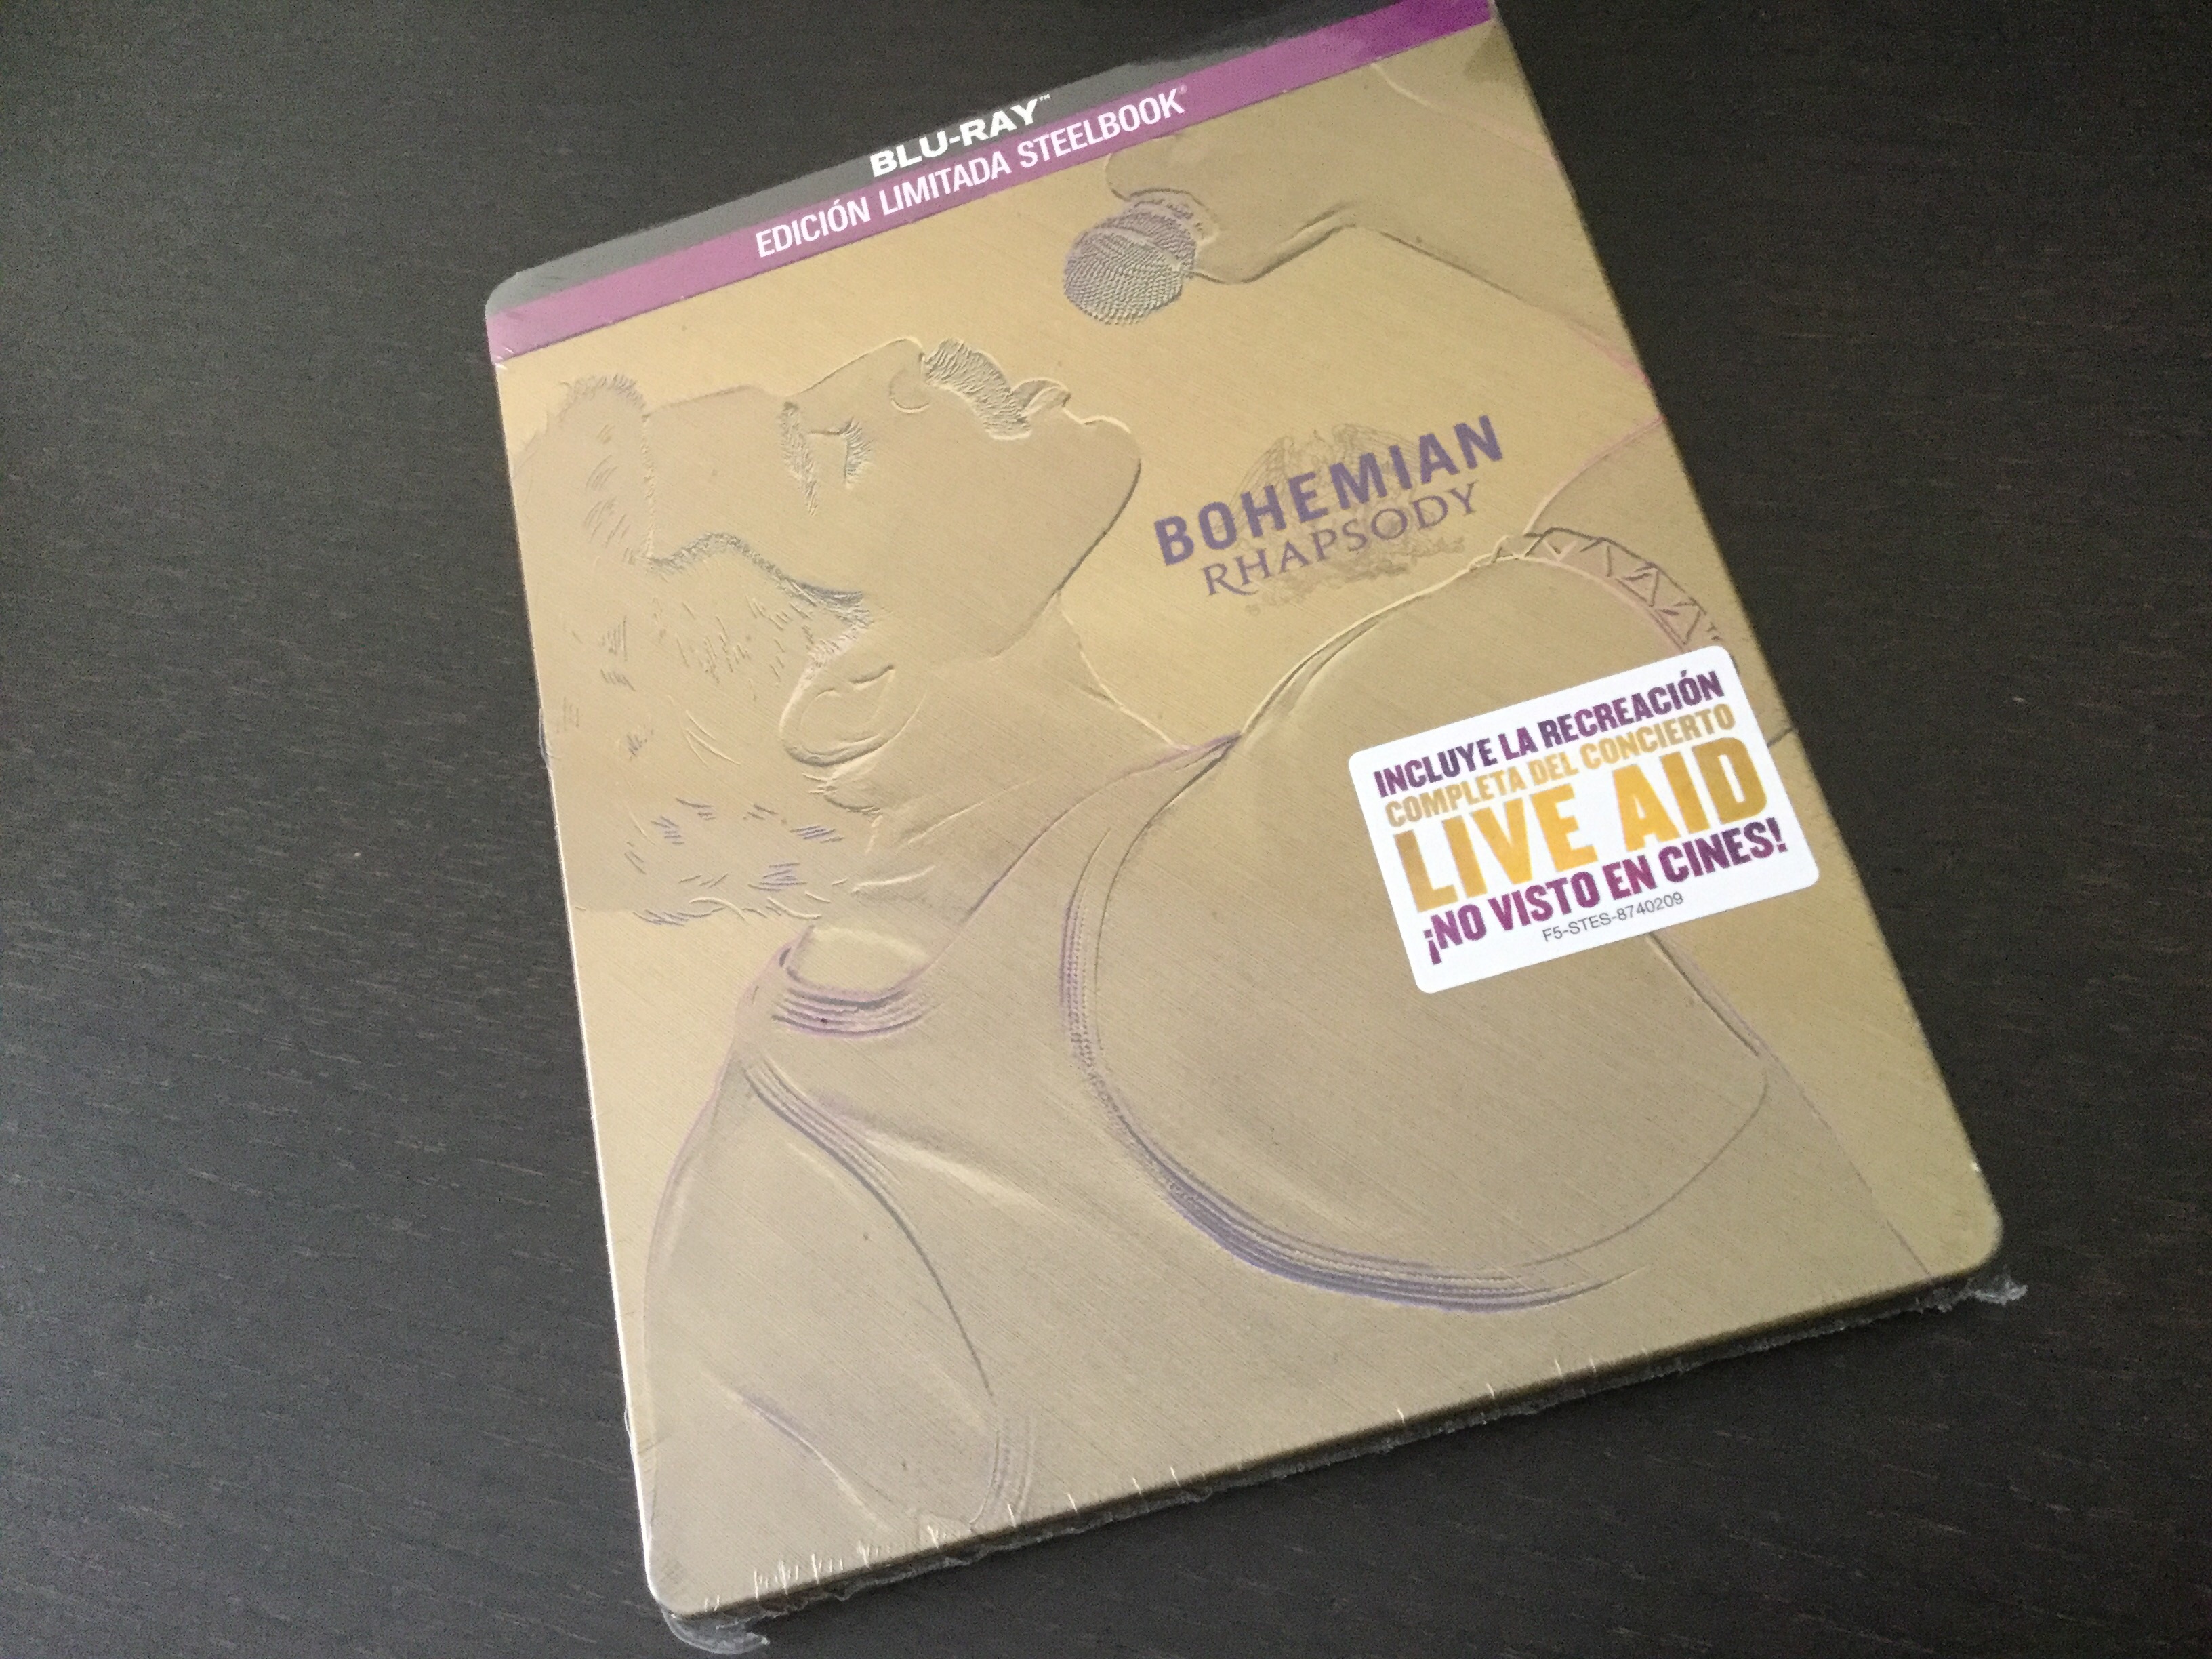 BLU-RAY™
EDICIÓN LIMITADA STEELBOOK®
BOHEMIAN
RHAPSODY
INCLUYE LA RECREACIÓN
COMPLETA DEL CONCIERTO
LIVE AID
¡NO VISTO EN CINES!
F5-STES-8740209